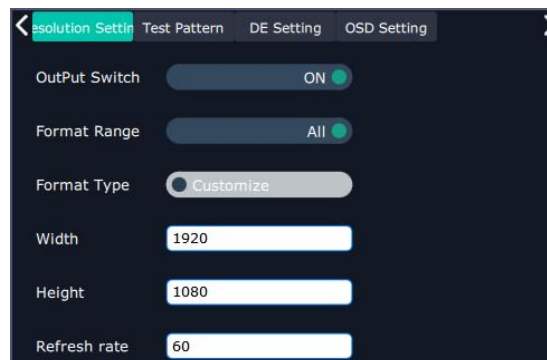 esolution Settin Test Pattern DE Setting OSD Setting
OutPut Switch ON
Format Range All
Format Type Customize
Width 1920
Height 1080
Refresh rate 60